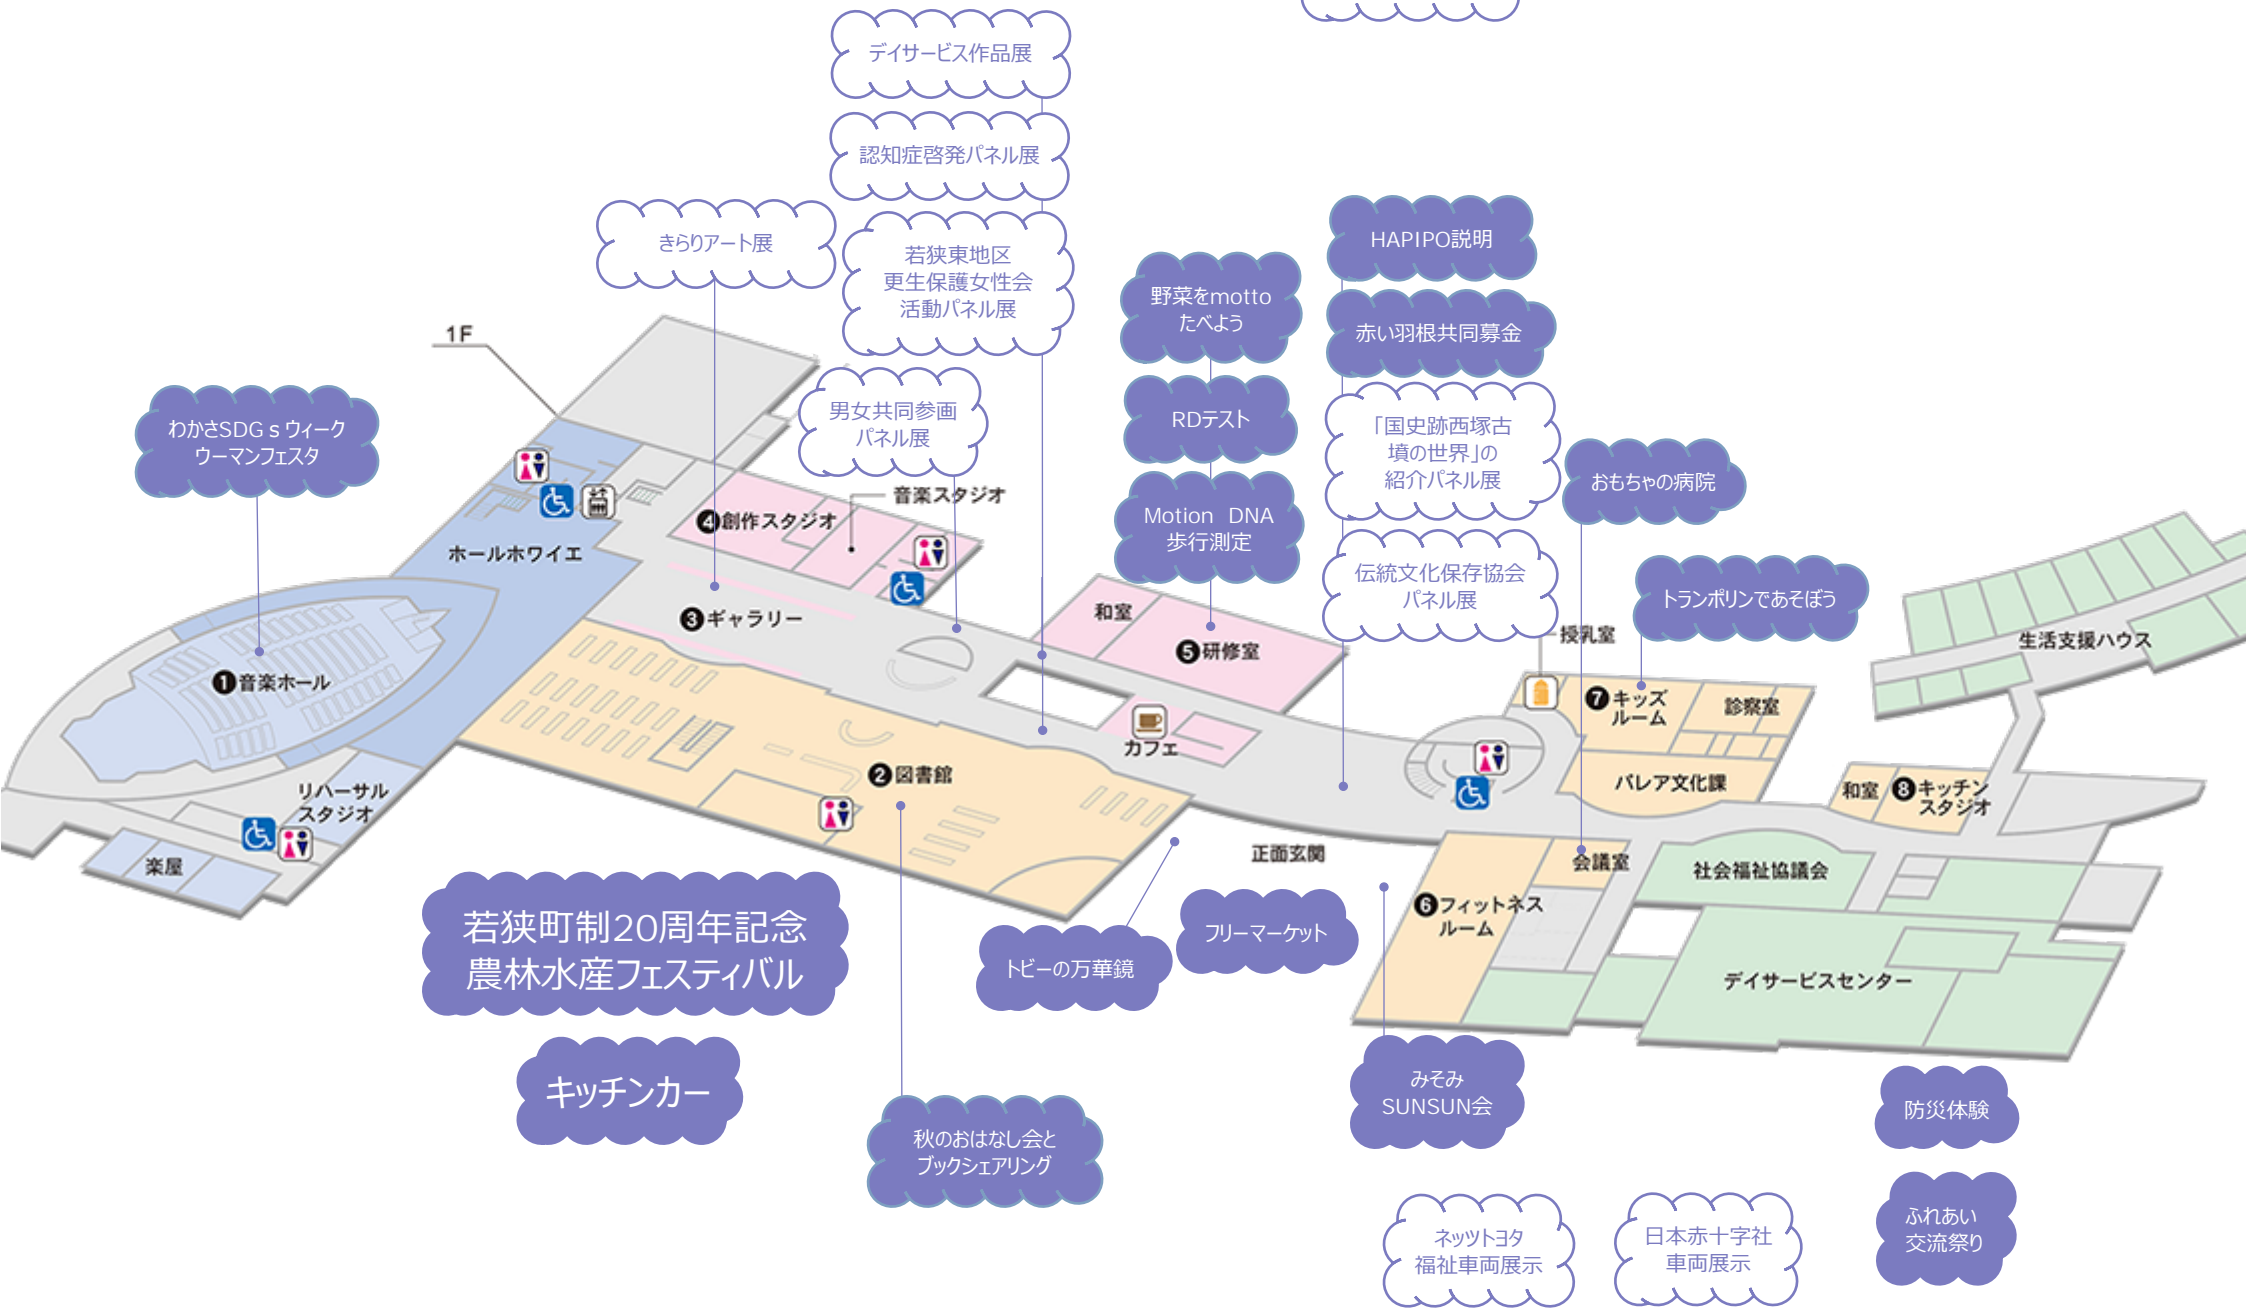 デイサービス作品展
認知症啓発パネル展
きらりアート展
若狭東地区
更生保護女性会
活動パネル展
HAPIPO説明
野菜をmotto
たべよう
赤い羽根共同募金
1F
わかさSDGｓウィーク
ウーマンフェスタ
男女共同参画
パネル展
RDテスト
「国史跡西塚古
墳の世界」の
紹介パネル展
おもちゃの病院
音楽スタジオ
❹創作スタジオ
Motion DNA
歩行測定
ホールホワイエ
伝統文化保存協会
パネル展
トランポリンであそぼう
❸ギャラリー
和室
❺研修室
授乳室
生活支援ハウス
❶音楽ホール
❼キッズ
ルーム
診察室
カフェ
❷図書館
パレア文化課
リハーサル
スタジオ
和室
❽キッチン
スタジオ
楽屋
正面玄関
会議室
社会福祉協議会
❻フィットネス
ルーム
若狭町制20周年記念
農林水産フェスティバル
トビーの万華鏡
フリーマーケット
デイサービスセンター
キッチンカー
みそみ
SUNSUN会
防災体験
秋のおはなし会と
ブックシェアリング
ふれあい
交流祭り
ネッツトヨタ
福祉車両展示
日本赤十字社
車両展示